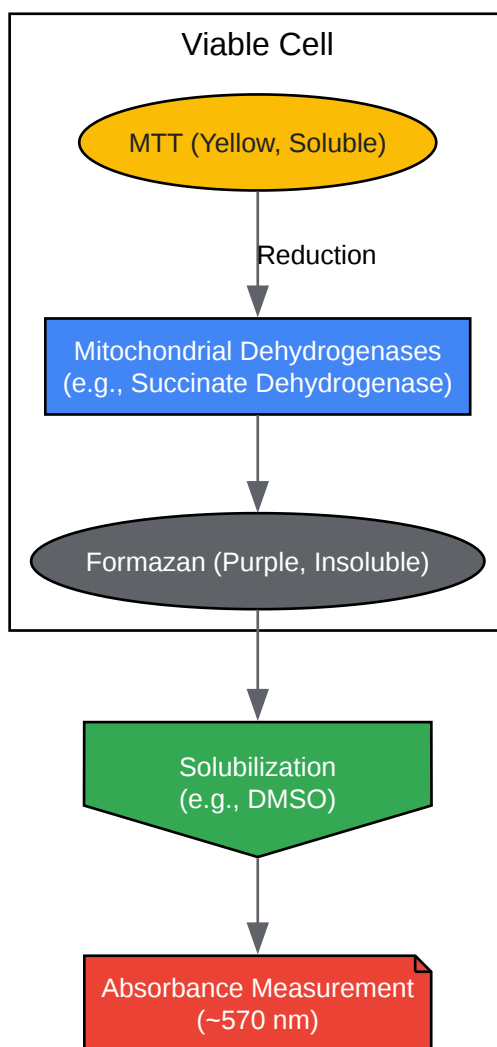 Viable Cell
MTT (Yellow, Soluble)
Reduction
Mitochondrial Dehydrogenases
(e.g., Succinate Dehydrogenase)
Formazan (Purple, Insoluble)
Solubilization
(e.g., DMSO)
Absorbance Measurement
(~570 nm)